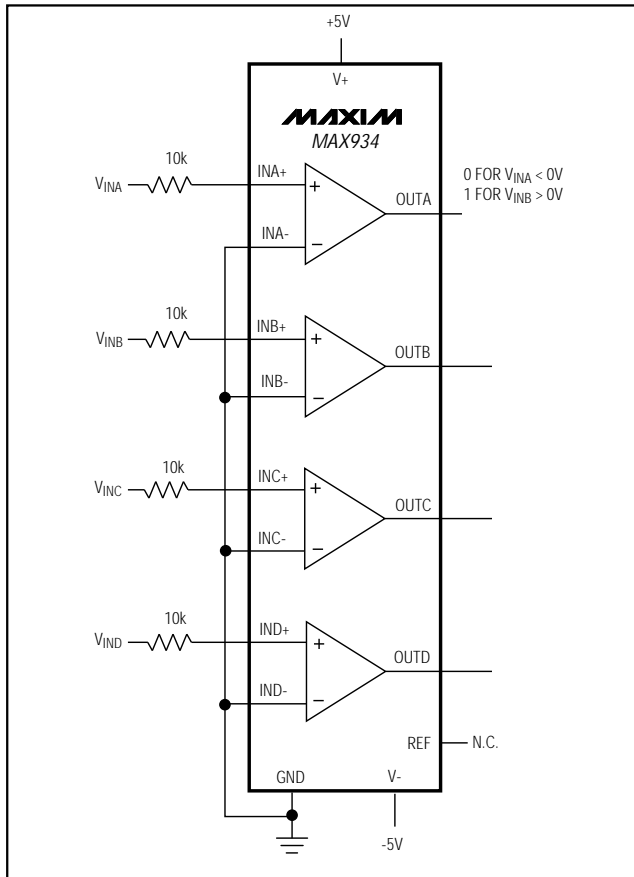 +5V
V+
MAXIM
MAX934
10k
VINA
INA+
+
OUTA
0 FOR VINA < 0V
1 FOR VINB > 0V
INA-
−
10k
VINB
INB+
+
OUTB
INB-
−
10k
VINC
INC+
+
OUTC
INC-
−
10k
VIND
IND+
+
OUTD
IND-
−
REF
N.C.
GND
V-
-5V